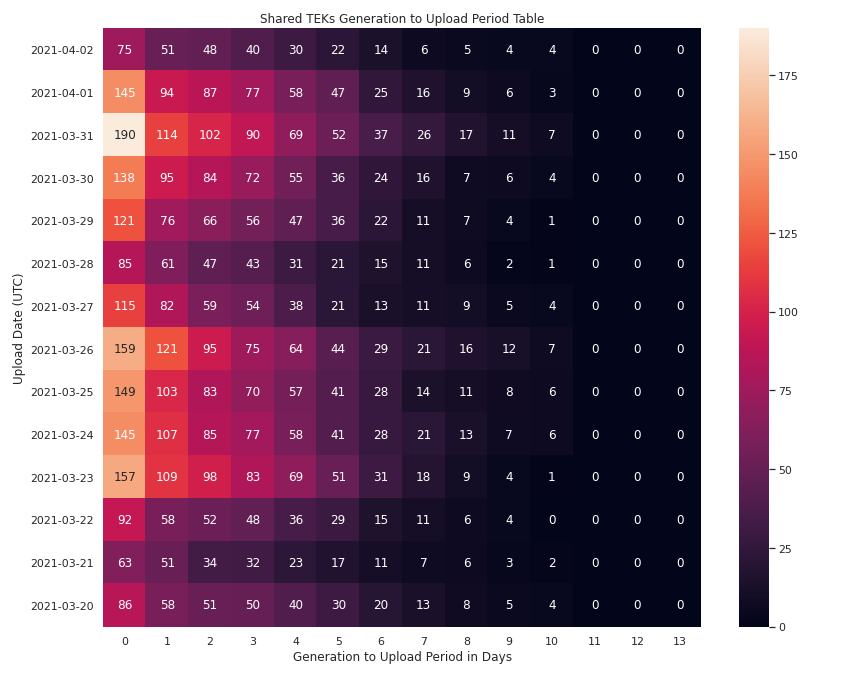 Shared TEKs Generation to Upload Period Table
Upload Date (UTC)
2021-04-02 75 51 48 40 30 22 14 6 5 4 4 0 0 0
2021-04-01 145 94 87 77 58 47 25 16 9 6 3 0 0 0
2021-03-31 190 114 102 90 69 52 37 26 17 11 7 0 0 0
2021-03-30 138 95 84 72 55 36 24 16 7 6 4 0 0 0
2021-03-29 121 76 66 56 47 36 22 11 7 4 1 0 0 0
2021-03-28 85 61 47 43 31 21 15 11 6 2 1 0 0 0
2021-03-27 115 82 59 54 38 21 13 11 9 5 4 0 0 0
2021-03-26 159 121 95 75 64 44 29 21 16 12 7 0 0 0
2021-03-25 149 103 83 70 57 41 28 14 11 8 6 0 0 0
2021-03-24 145 107 85 77 58 41 28 21 13 7 6 0 0 0
2021-03-23 157 109 98 83 69 51 31 18 9 4 1 0 0 0
2021-03-22 92 58 52 48 36 29 15 11 6 4 0 0 0 0
2021-03-21 63 51 34 32 23 17 11 7 6 3 2 0 0 0
2021-03-20 86 58 51 50 40 30 20 13 8 5 4 0 0 0
0 1 2 3 4 5 6 7 8 9 10 11 12 13
Generation to Upload Period in Days
175
150
125
100
75
50
25
0